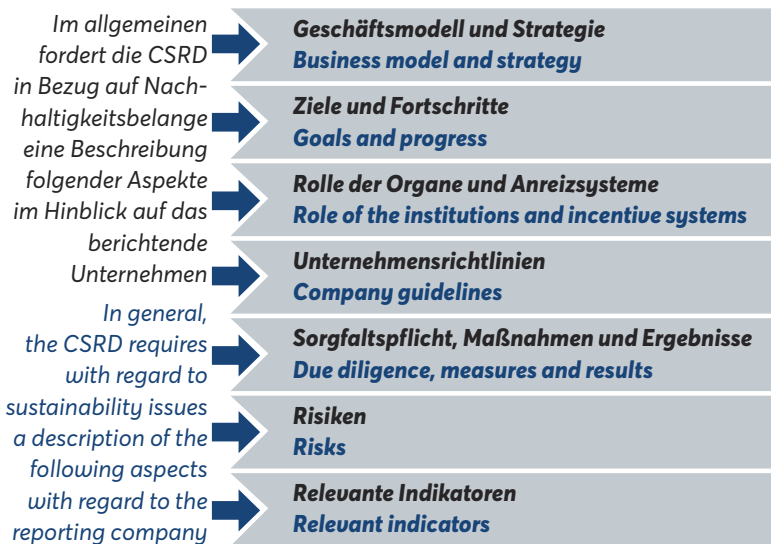 Im allgemeinen
fordert die CSRD
in Bezug auf Nach-
haltigkeitsbelange
eine Beschreibung
folgender Aspekte
im Hinblick auf das
berichtende
Unternehmen
In general,
the CSRD requires
with regard to
sustainability issues
a description of the
following aspects
with regard to the
reporting company
Geschäftsmodell und Strategie
Business model and strategy
Ziele und Fortschritte
Goals and progress
Rolle der Organe und Anreizsysteme
Role of the institutions and incentive systems
Unternehmensrichtlinien
Company guidelines
Sorgfaltspflicht, Maßnahmen und Ergebnisse
Due diligence, measures and results
Risiken
Risks
Relevante Indikatoren
Relevant indicators